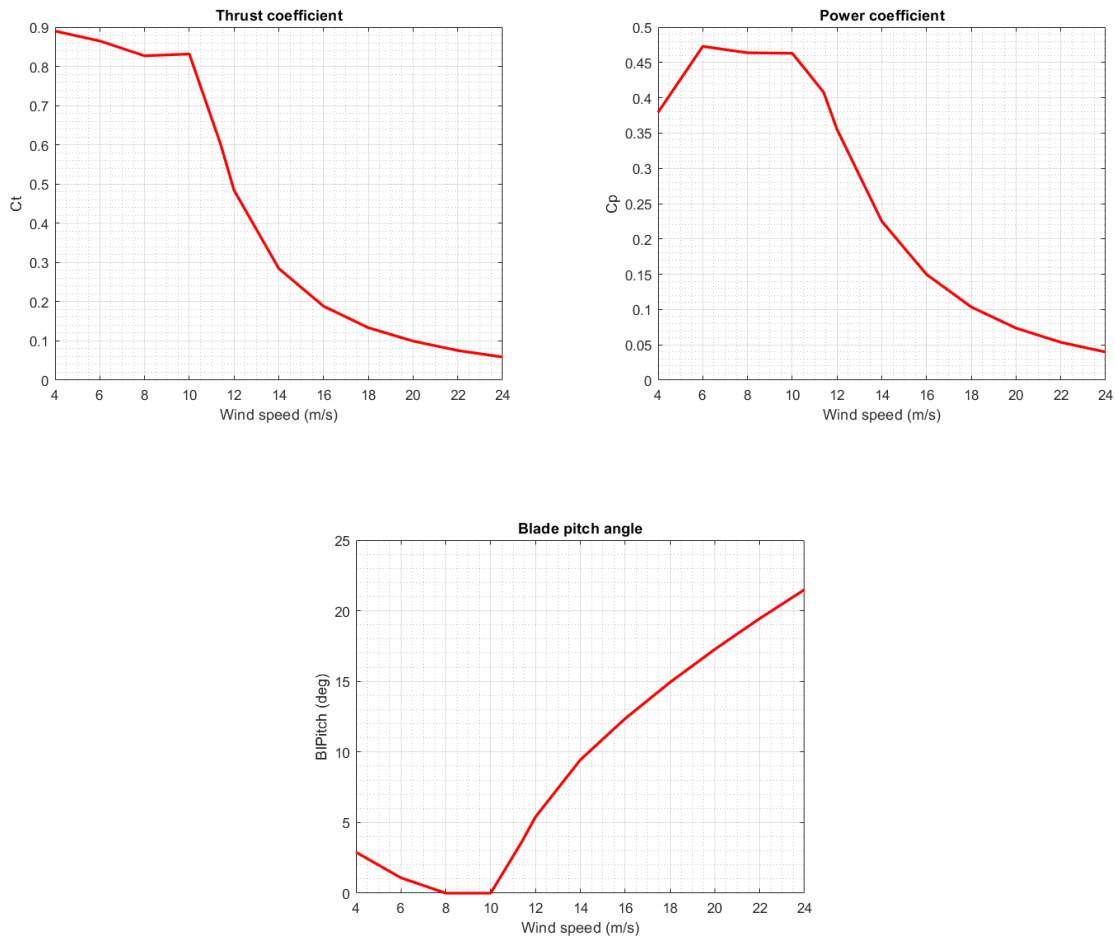 Thrust coefficient
0.9
0.8
0.7
0.6
0.5
0.4
0.3
0.2
0.1
0
Ct
4 6 8 10 12 14 16 18 20 22 24
Wind speed (m/s)
Power coefficient
0.5
0.45
0.4
0.35
0.3
0.25
0.2
0.15
0.1
0.05
0
Cp
4 6 8 10 12 14 16 18 20 22 24
Wind speed (m/s)
Blade pitch angle
25
20
15
10
5
0
BlPitch (deg)
4 6 8 10 12 14 16 18 20 22 24
Wind speed (m/s)